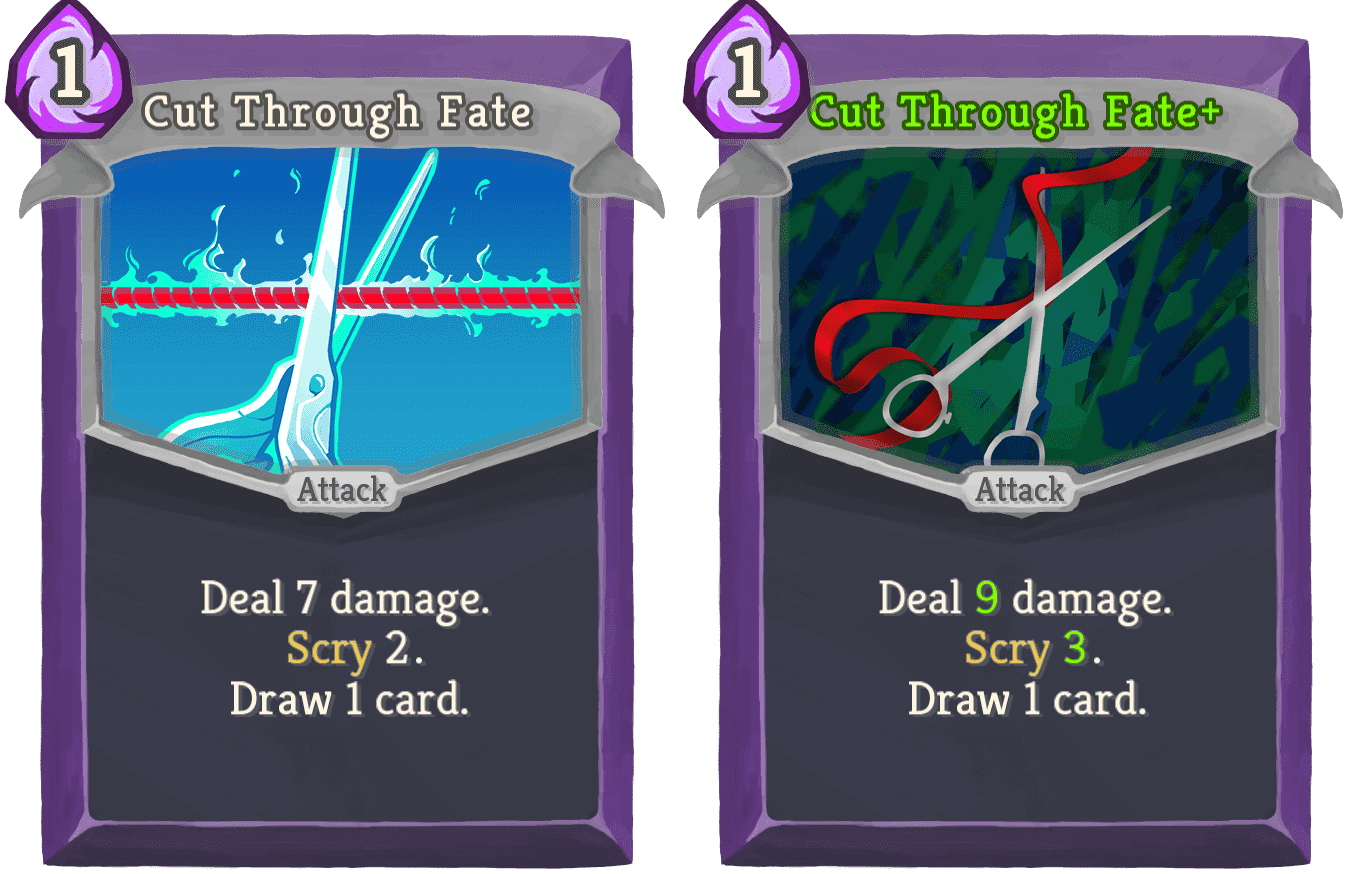 1
Cut Through Fate
Attack
Deal 7 damage.
Scry 2.
Draw 1 card.
1
Cut Through Fate+
Attack
Deal 9 damage.
Scry 3.
Draw 1 card.